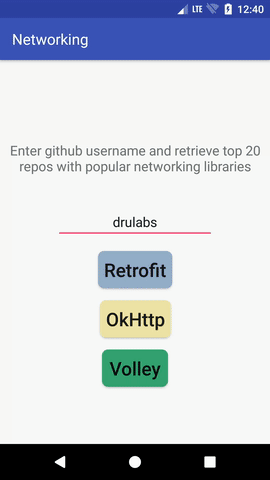 LTE 12:40
Networking
Enter github username and retrieve top 20
repos with popular networking libraries
drulabs
Retrofit
OkHttp
Volley